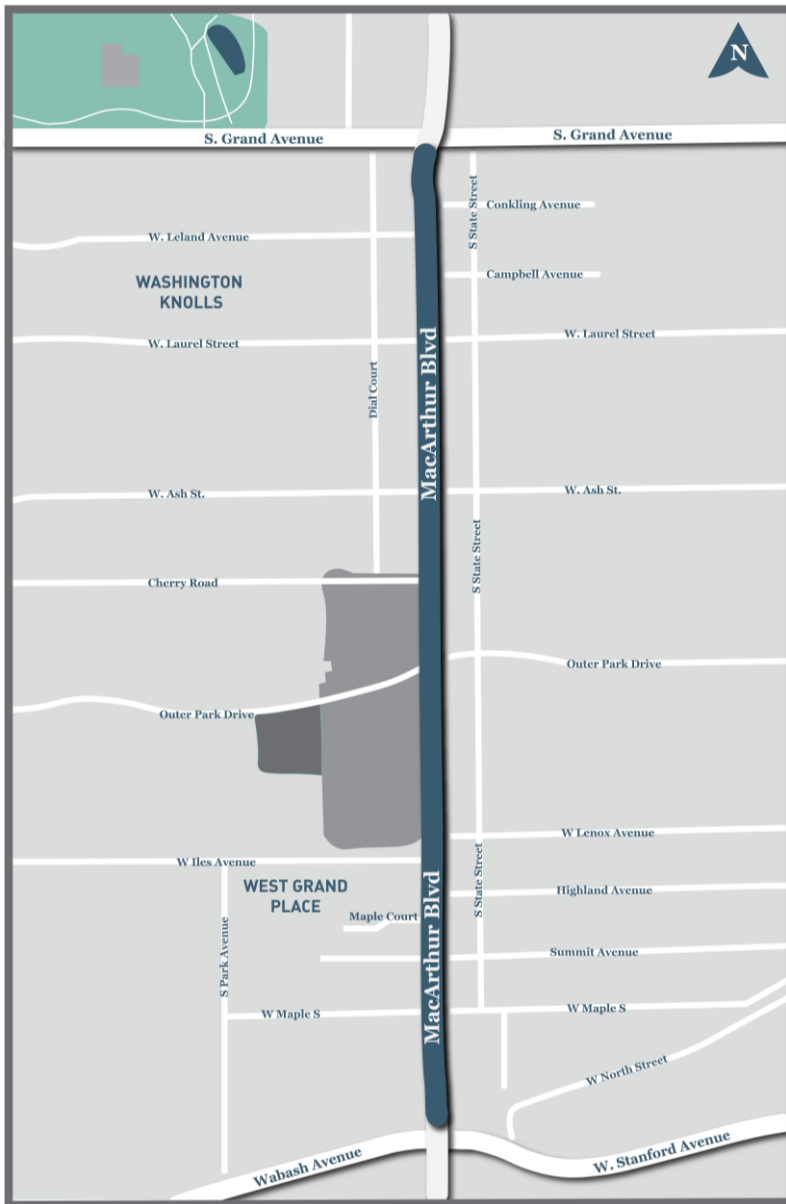 N
S. Grand Avenue
S. Grand Avenue
S State Street
Conkling Avenue
W. Leland Avenue
Campbell Avenue
WASHINGTON
KNOLLS
W. Laurel Street
W. Laurel Street
Dial Court
MacArthur Blvd
W. Ash St.
W. Ash St.
S State Street
Cherry Road
Outer Park Drive
Outer Park Drive
W Lenox Avenue
W Iles Avenue
S State Street
WEST GRAND
PLACE
Highland Avenue
Maple Court
MacArthur Blvd
S Park Avenue
Summit Avenue
W Maple S
W Maple S
W North Street
Wabash Avenue
W. Stanford Avenue